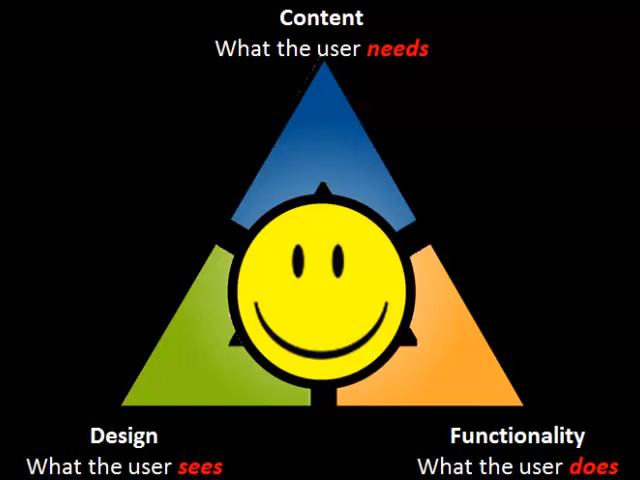 Content
What the user needs
Design
What the user sees
Functionality
What the user does